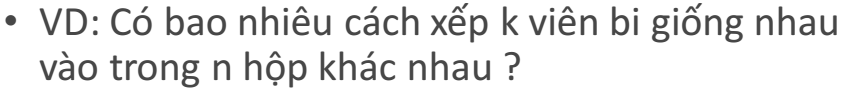 • VD: Có bao nhiêu cách xếp k viên bi giống nhau
vào trong n hộp khác nhau ?